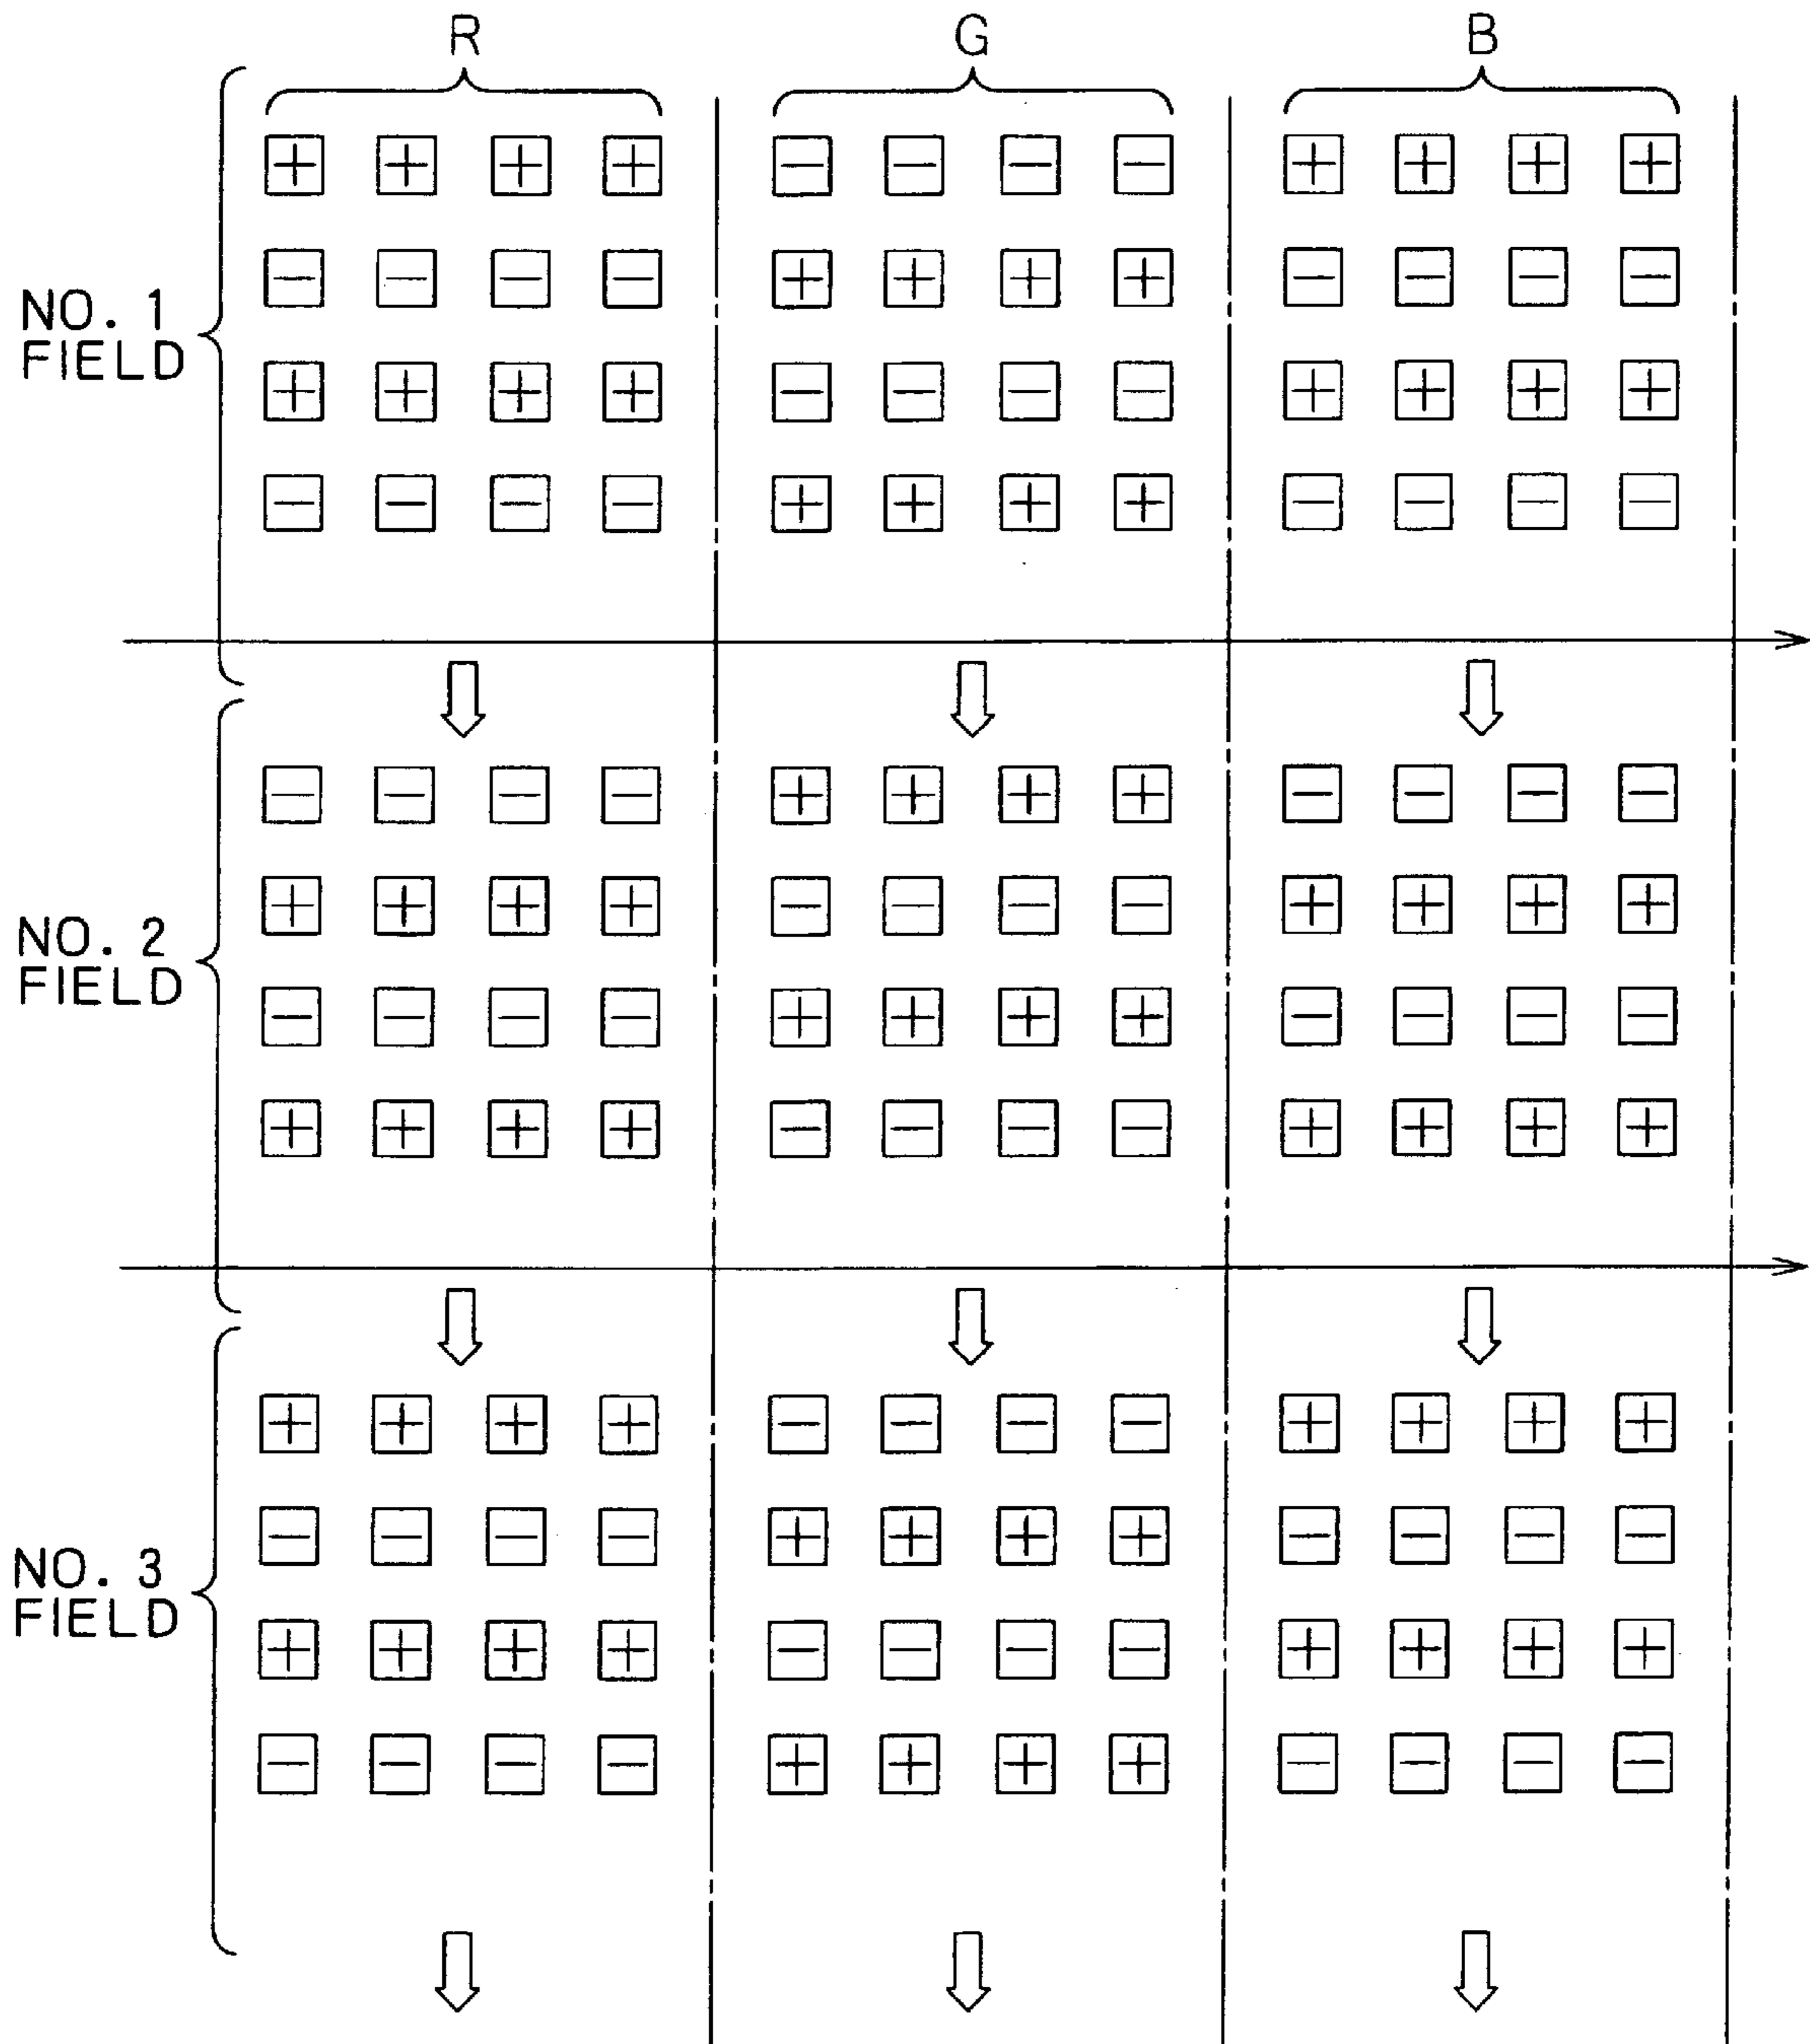 R G B
NO. 1
FIELD
+ + + + − − − − + + + +
− − − − + + + + − − − −
+ + + + − − − − + + + +
− − − − + + + + − − − −
NO. 2
FIELD
− − − − + + + + − − − −
+ + + + − − − − + + + +
− − − − + + + + − − − −
+ + + + − − − − + + + +
NO. 3
FIELD
+ + + + − − − − + + + +
− − − − + + + + − − − −
+ + + + − − − − + + + +
− − − − + + + + − − − −